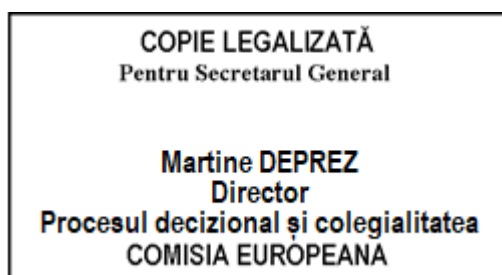 COPIE LEGALIZATĂ
Pentru Secretarul General
Martine DEPREZ
Director
Procesul decizional și colegialitatea
COMISIA EUROPEANA